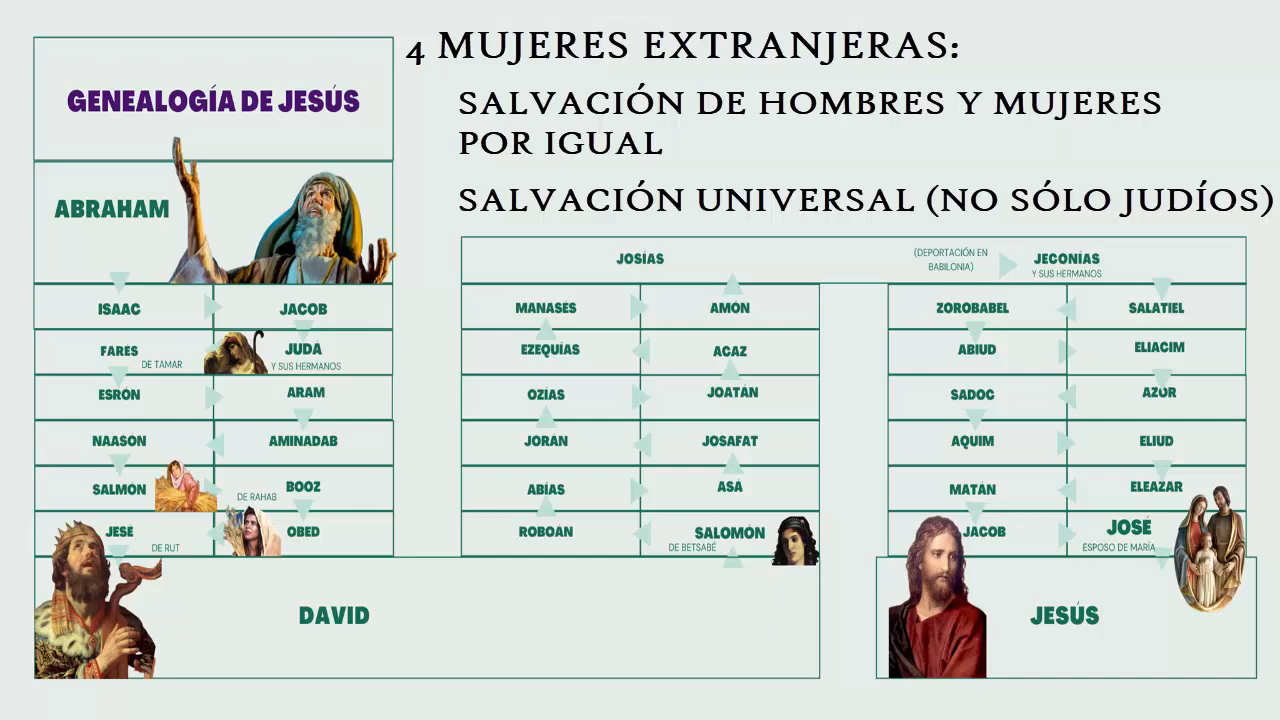 4 MUJERES EXTRANJERAS:
SALVACIÓN DE HOMBRES Y MUJERES
POR IGUAL
SALVACIÓN UNIVERSAL (NO SÓLO JUDÍOS)
GENEALOGÍA DE JESÚS
ABRAHAM
ISAAC
JACOB
FARES
DE TAMAR
JUDÁ
Y SUS HERMANOS
ESRÓN
ARAM
NAASÓN
AMINADAB
SALMÓN
BOOZ
DE RAHAB
JESÉ
DE RUT
OBED
DAVID
JOSÍAS
MANASÉS
AMÓN
EZEQUÍAS
ACAZ
OZÍAS
JOATÁN
JORÁN
JOSAFAT
ABÍAS
ASÁ
ROBOÁN
SALOMÓN
DE BETSABÉ
(DEPORTACIÓN EN
BABILONIA)
JECONÍAS
Y SUS HERMANOS
ZOROBABEL
SALATIEL
ABIUD
ELIACIM
SADOC
AZOR
AQUIM
ELIUD
MATÁN
ELEAZAR
JACOB
JOSÉ
ESPOSO DE MARÍA
JESÚS